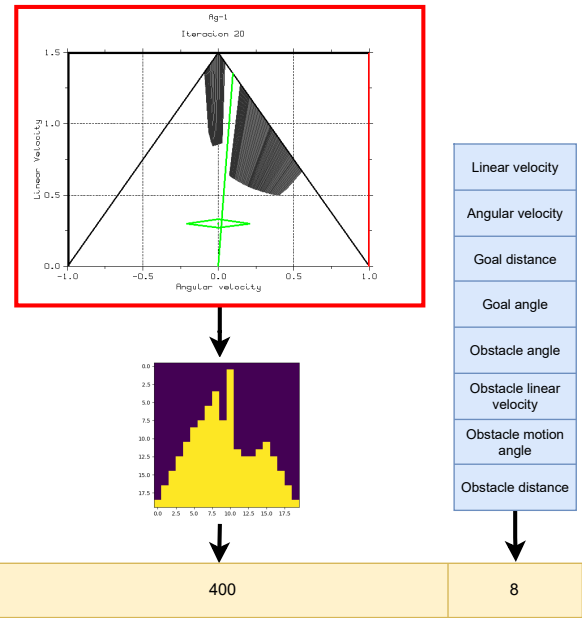 Ag-1
Iteracion 20
Linear Velocity
1.5
1.0
0.5
0.0
-1.0 -0.5 0.0 0.5 1.0
Angular velocity
0.0
2.5
5.0
7.5
10.0
12.5
15.0
17.5
0.0 2.5 5.0 7.5 10.0 12.5 15.0 17.5
Linear velocity
Angular velocity
Goal distance
Goal angle
Obstacle angle
Obstacle linear
velocity
Obstacle motion
angle
Obstacle distance
400
8